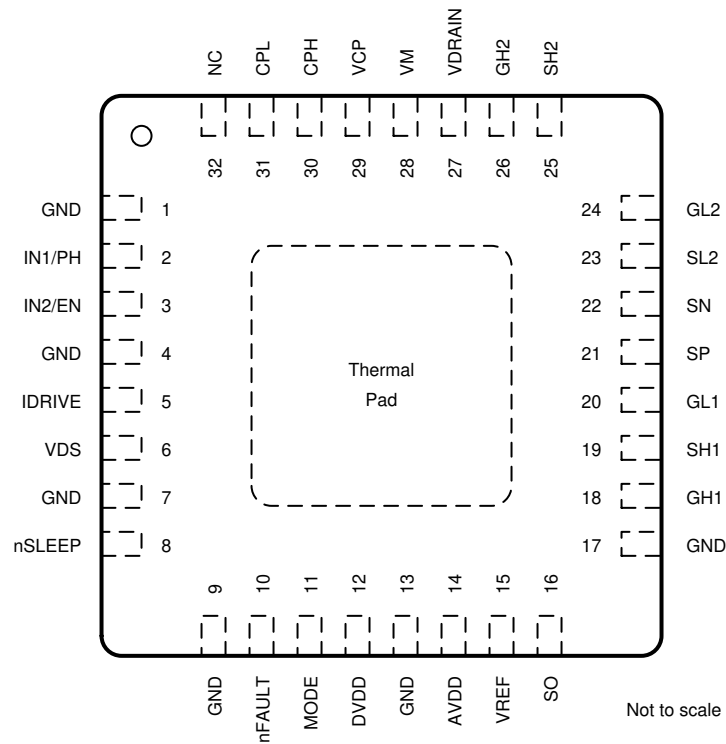 NC CPL CPH VCP VM VDRAIN GH2 SH2
32 31 30 29 28 27 26 25
GND 1 24 GL2
IN1/PH 2 23 SL2
IN2/EN 3 22 SN
GND 4 21 SP
Thermal
Pad
IDRIVE 5 20 GL1
VDS 6 19 SH1
GND 7 18 GH1
nSLEEP 8 17 GND
9 10 11 12 13 14 15 16
GND nFAULT MODE DVDD GND AVDD VREF SO
Not to scale